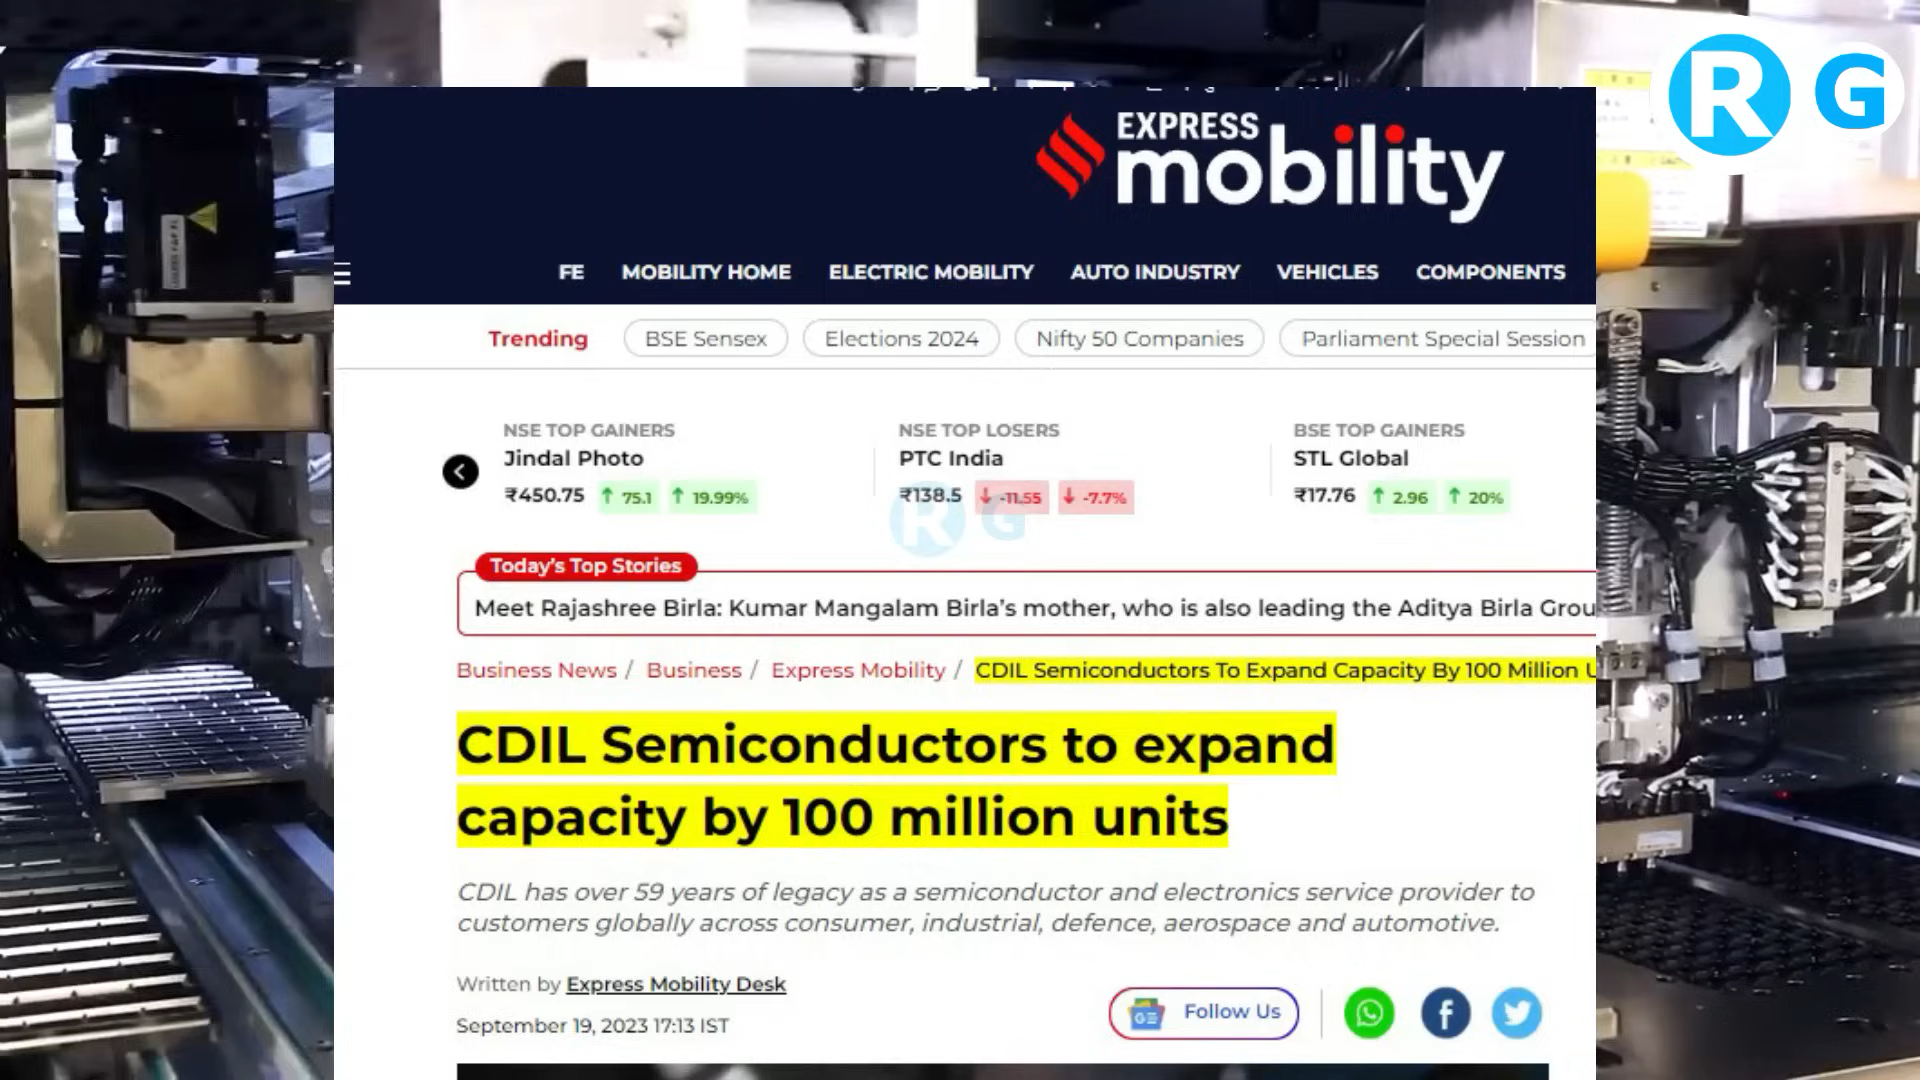 R G
EXPRESS
mobility
FE MOBILITY HOME ELECTRIC MOBILITY AUTO INDUSTRY VEHICLES COMPONENTS
Trending BSE Sensex Elections 2024 Nifty 50 Companies Parliament Special Session
NSE TOP GAINERS NSE TOP LOSERS BSE TOP GAINERS
Jindal Photo PTC India STL Global
₹450.75 ↑ 75.1 ↑ 19.99% ₹138.5 ↓ -11.55 ↓ -7.7% ₹17.76 ↑ 2.96 ↑ 20%
R G
Today's Top Stories
Meet Rajashree Birla: Kumar Mangalam Birla's mother, who is also leading the Aditya Birla Grou
Business News / Business / Express Mobility / CDIL Semiconductors To Expand Capacity By 100 Million U
CDIL Semiconductors to expand
capacity by 100 million units
CDIL has over 59 years of legacy as a semiconductor and electronics service provider to
customers globally across consumer, industrial, defence, aerospace and automotive.
Written by Express Mobility Desk
September 19, 2023 17:13 IST
GE Follow Us